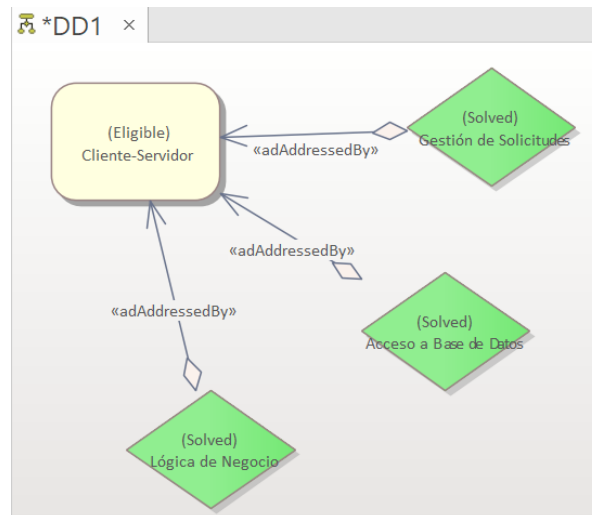 *DD1 ×
(Eligible)
Cliente-Servidor
(Solved)
Gestión de Solicitudes
«adAddressedBy»
«adAddressedBy»
(Solved)
Acceso a Base de Datos
«adAddressedBy»
(Solved)
Lógica de Negocio